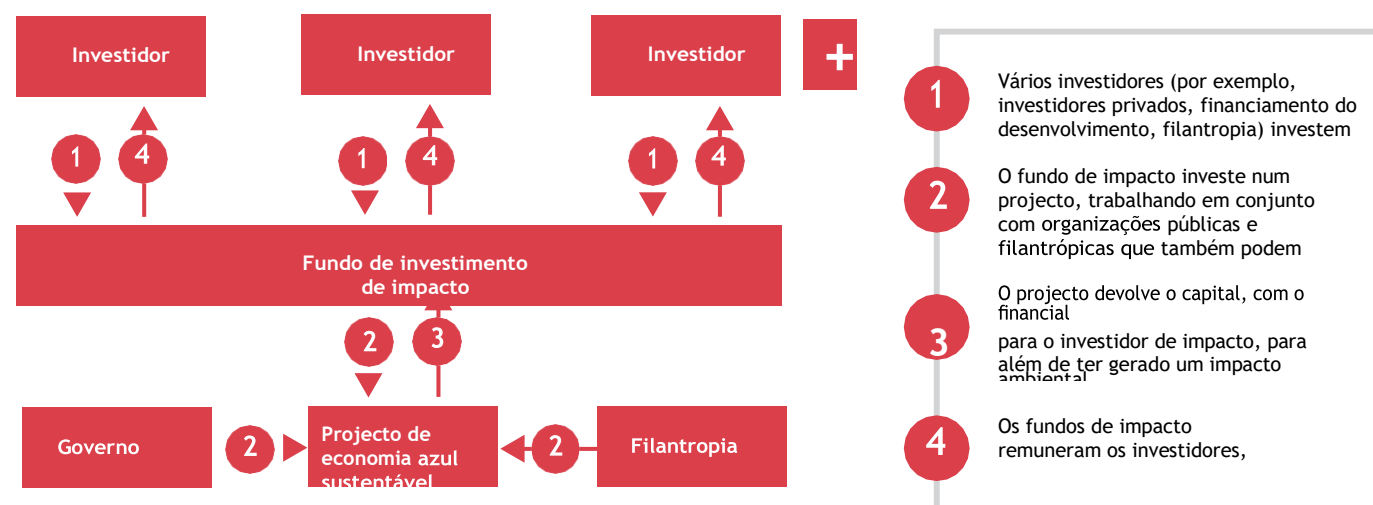 Investidor
Investidor
Investidor
+
1
4
1
4
1
4
Fundo de investimento
de impacto
2
3
Governo
2
Projecto de
economia azul
sustentável
2
Filantropia
1
Vários investidores (por exemplo,
investidores privados, financiamento do
desenvolvimento, filantropia) investem
2
O fundo de impacto investe num
projecto, trabalhando em conjunto
com organizações públicas e
filantrópicas que também podem
3
O projecto devolve o capital, com o
financial
para o investidor de impacto, para
além de ter gerado um impacto
ambiental
4
Os fundos de impacto
remuneram os investidores,